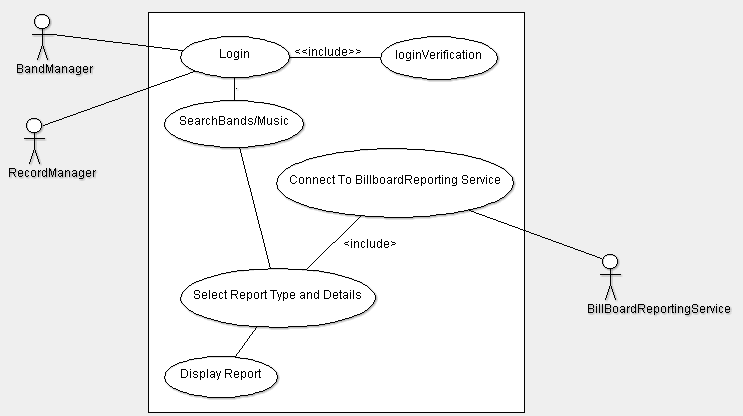 Login
<<include>>
loginVerification
BandManager
SearchBands/Music
RecordManager
Connect To BillboardReporting Service
<include>
Select Report Type and Details
BillBoardReportingService
Display Report